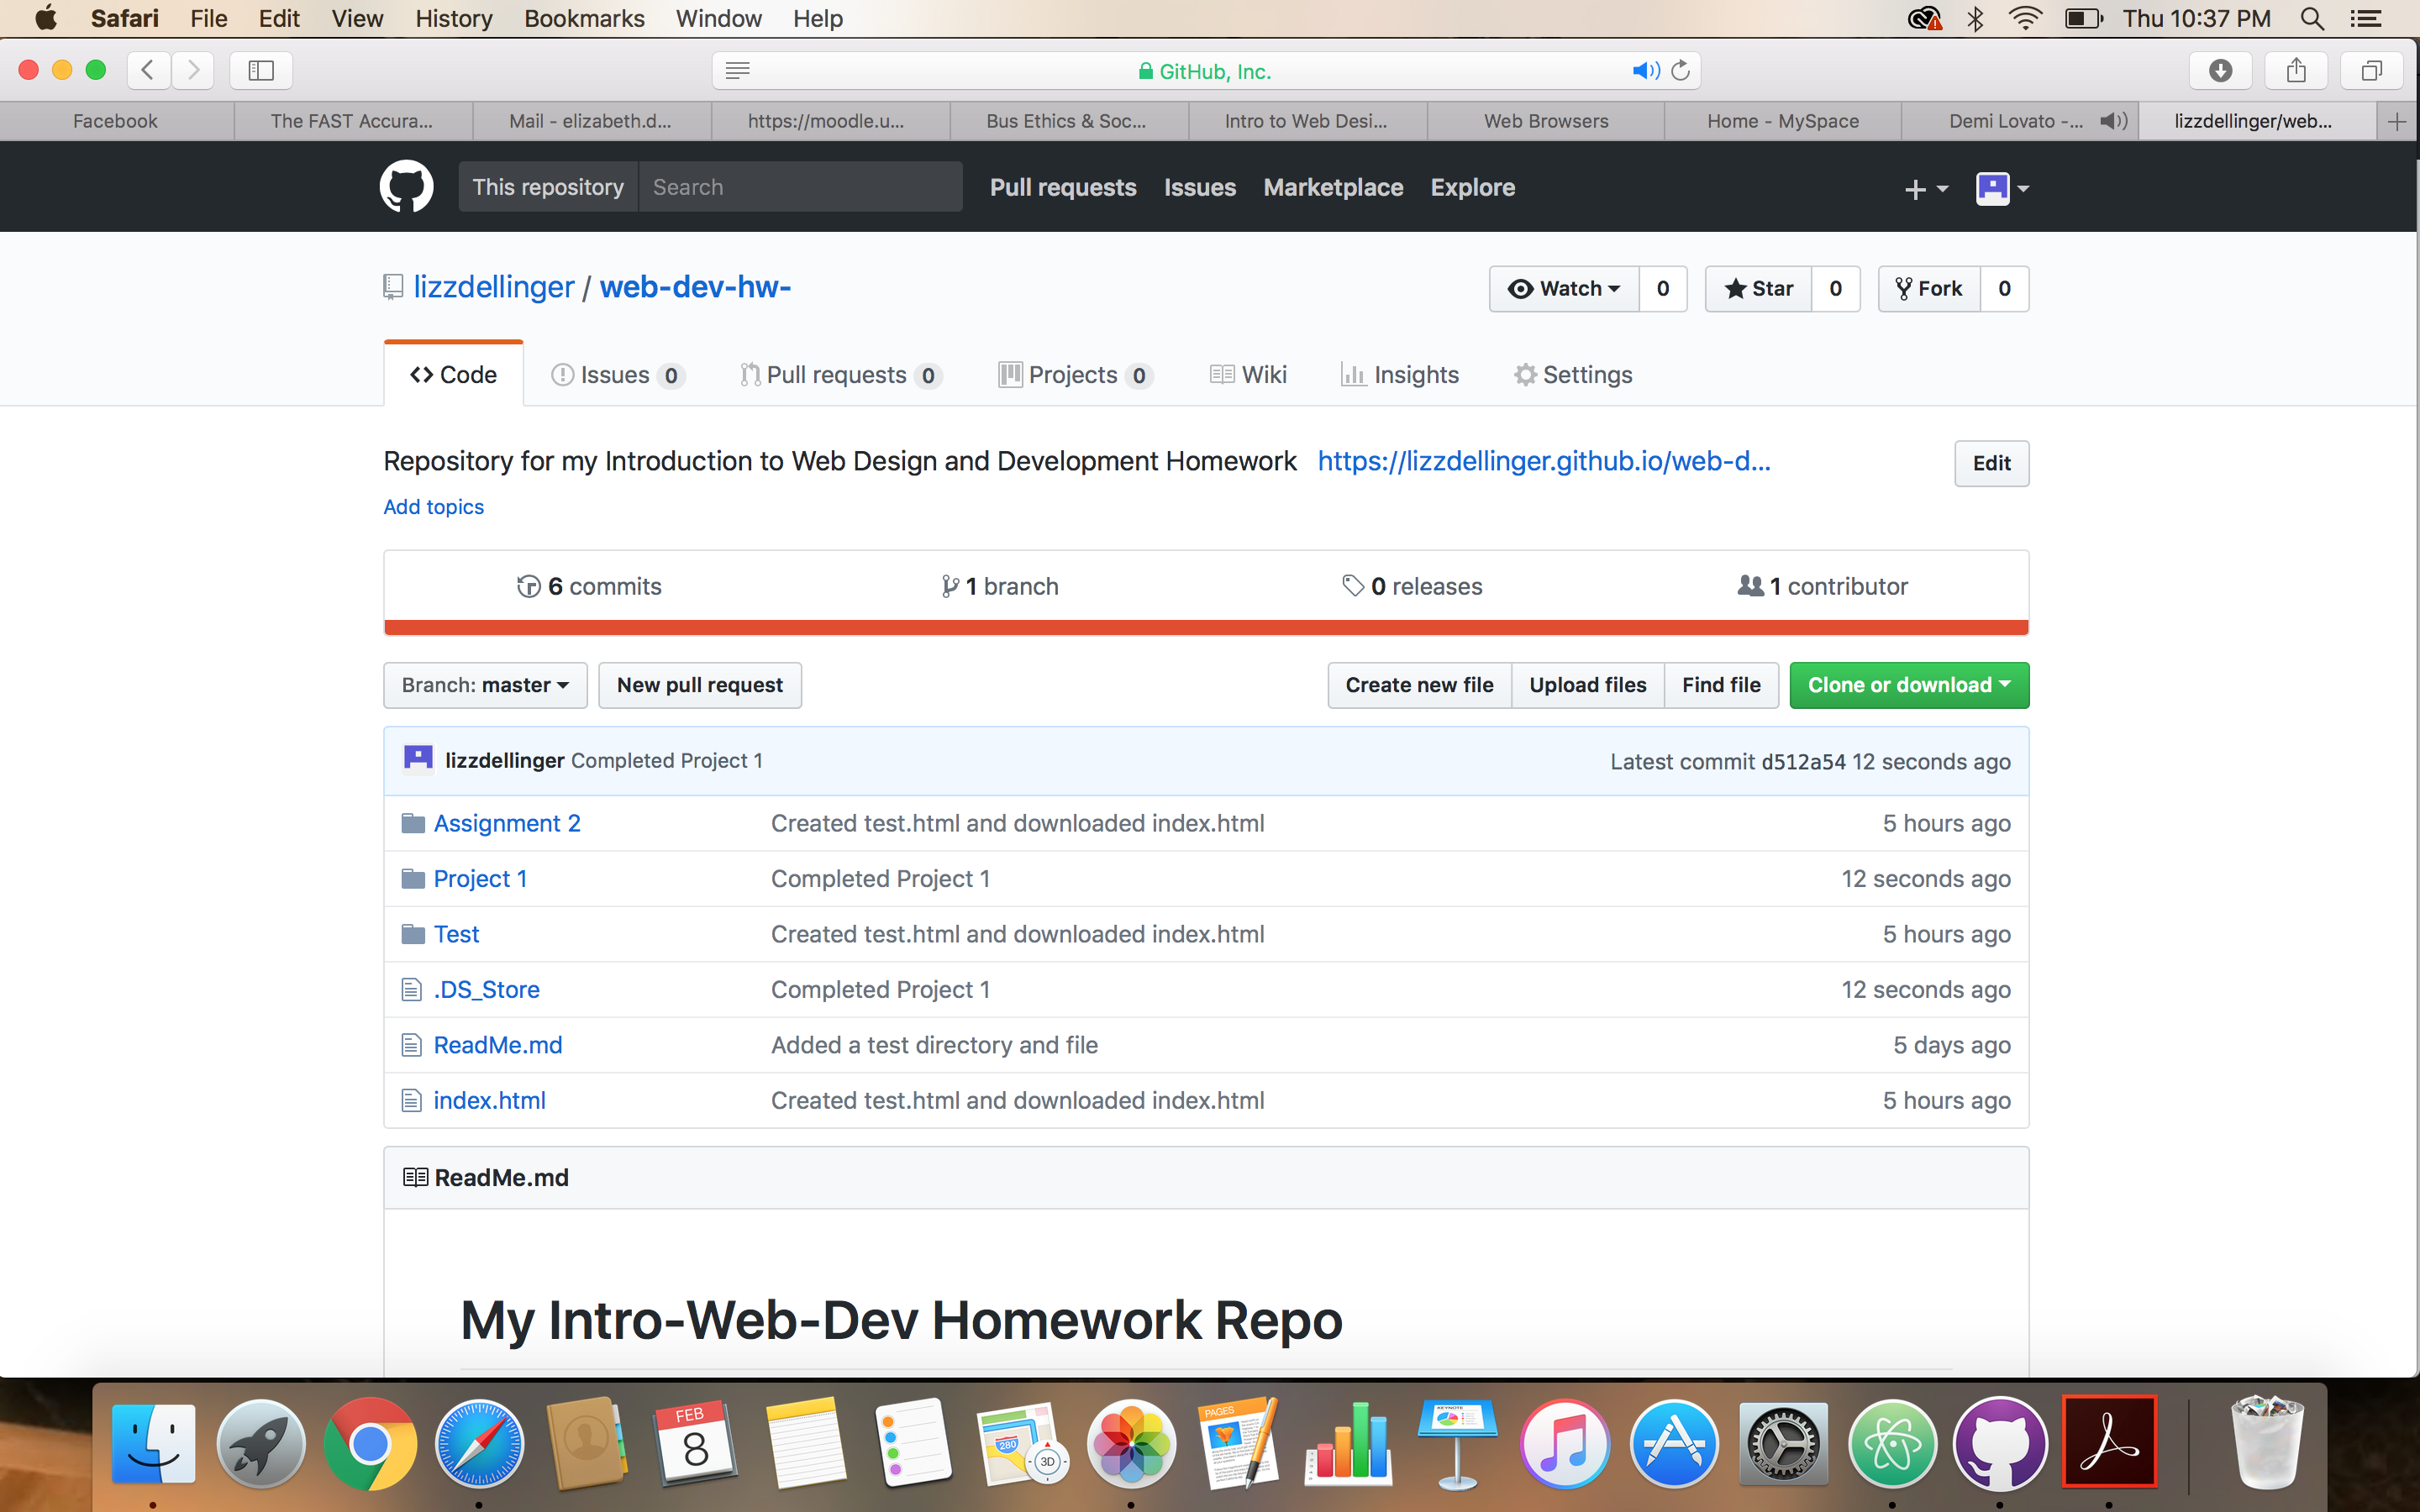 Safari File Edit View History Bookmarks Window Help Thu 10:37 PM
GitHub, Inc.
Facebook The FAST Accura... Mail - elizabeth.d... https://moodle.u... Bus Ethics & Soc... Intro to Web Desi... Web Browsers Home - MySpace Demi Lovato -... lizzdellinger/web...
This repository Search Pull requests Issues Marketplace Explore
lizzdellinger / web-dev-hw- Watch 0 Star 0 Fork 0
Code Issues 0 Pull requests 0 Projects 0 Wiki Insights Settings
Repository for my Introduction to Web Design and Development Homework https://lizzdellinger.github.io/web-d... Edit
Add topics
6 commits 1 branch 0 releases 1 contributor
Branch: master New pull request Create new file Upload files Find file Clone or download
lizzdellinger Completed Project 1 Latest commit d512a54 12 seconds ago
Assignment 2 Created test.html and downloaded index.html 5 hours ago
Project 1 Completed Project 1 12 seconds ago
Test Created test.html and downloaded index.html 5 hours ago
.DS_Store Completed Project 1 12 seconds ago
ReadMe.md Added a test directory and file 5 days ago
index.html Created test.html and downloaded index.html 5 hours ago
ReadMe.md
My Intro-Web-Dev Homework Repo
FEB
8
280
3D
PAGES
KEYNOTE